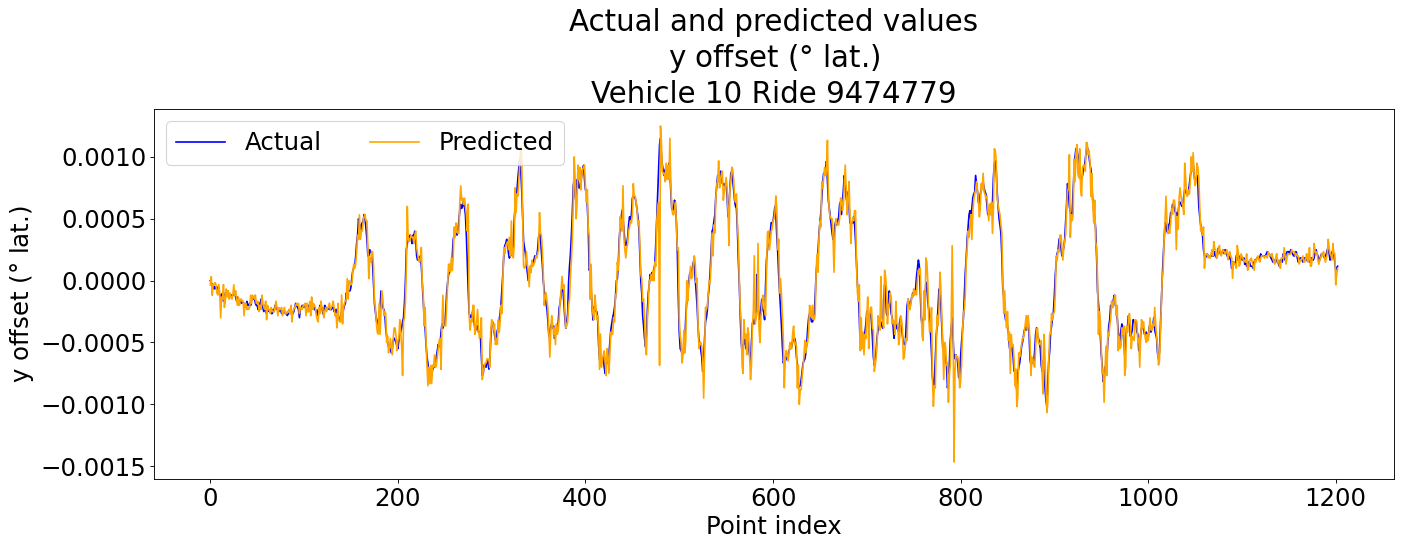 Actual and predicted values
y offset (° lat.)
Vehicle 10 Ride 9474779
Actual
Predicted
y offset (° lat.)
0.0010
0.0005
0.0000
−0.0005
−0.0010
−0.0015
0
200
400
600
800
1000
1200
Point index